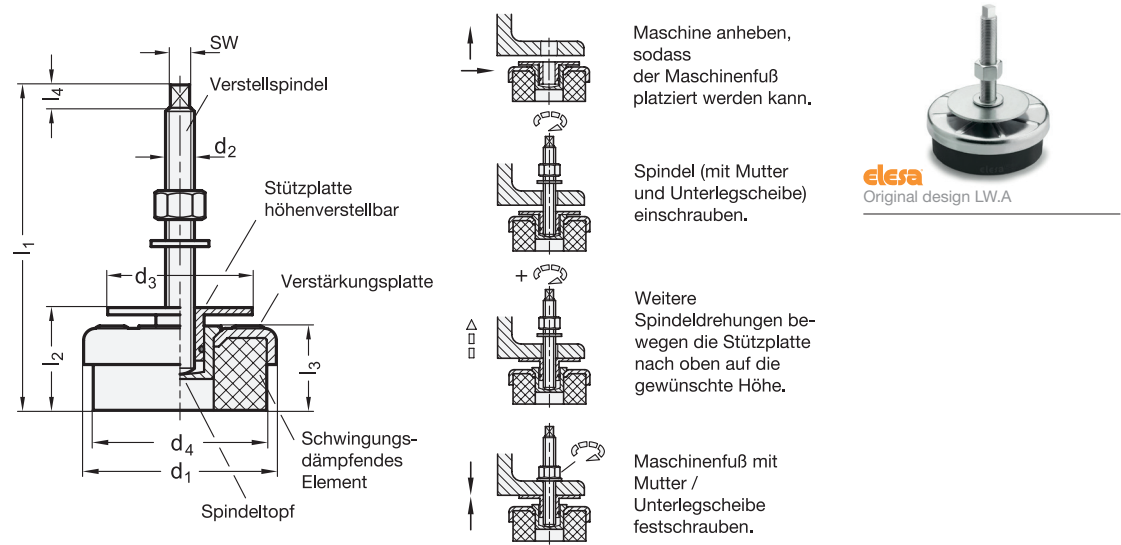 SW
Verstellspindel
l4
d2
Stützplatte
höhenverstellbar
l1
d3
Verstärkungsplatte
l2
l3
d4
d1
Schwingungs-
dämpfendes
Element
Spindeltopf
Maschine anheben,
sodass
der Maschinenfuß
platziert werden kann.
Spindel (mit Mutter
und Unterlegscheibe)
einschrauben.
+
Weitere
Spindeldrehungen be-
wegen die Stützplatte
nach oben auf die
gewünschte Höhe.
Maschinenfuß mit
Mutter /
Unterlegscheibe
festschrauben.
elesa
Original design LW.A